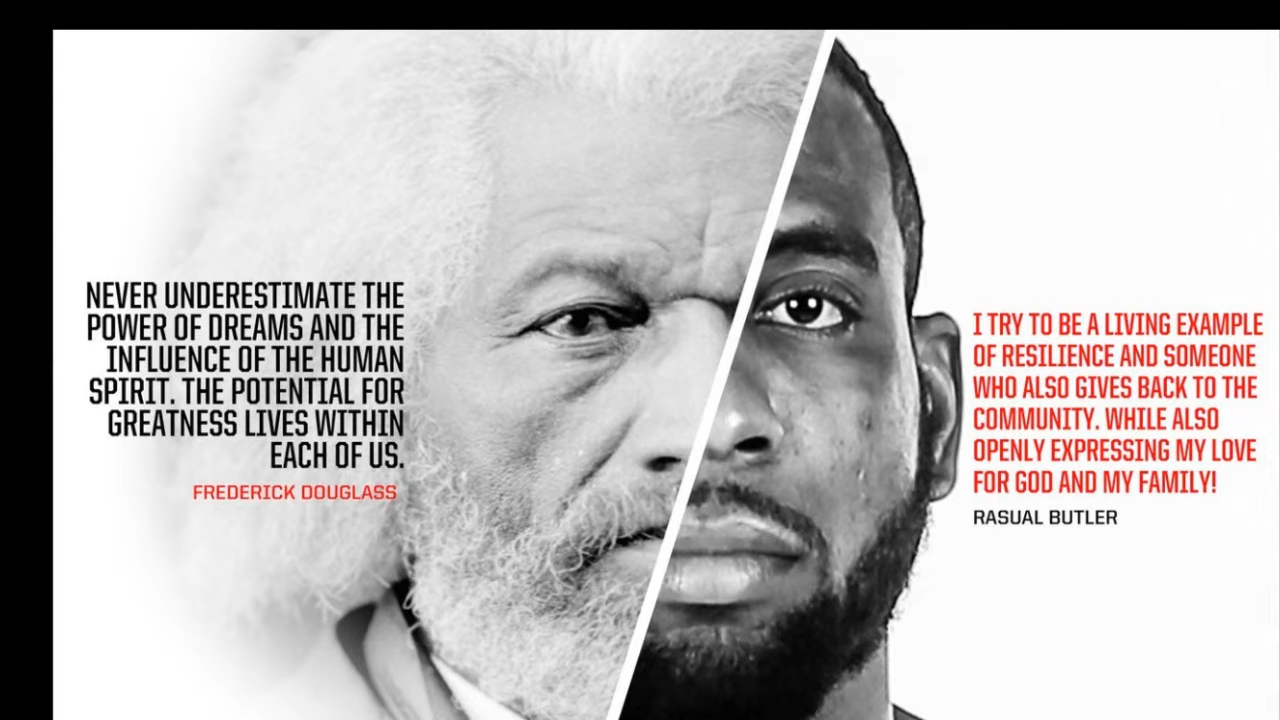 NEVER UNDERESTIMATE THE
POWER OF DREAMS AND THE
INFLUENCE OF THE HUMAN
SPIRIT. THE POTENTIAL FOR
GREATNESS LIVES WITHIN
EACH OF US.
FREDERICK DOUGLASS
I TRY TO BE A LIVING EXAMPLE
OF RESILIENCE AND SOMEONE
WHO ALSO GIVES BACK TO THE
COMMUNITY. WHILE ALSO
OPENLY EXPRESSING MY LOVE
FOR GOD AND MY FAMILY!
RASUAL BUTLER